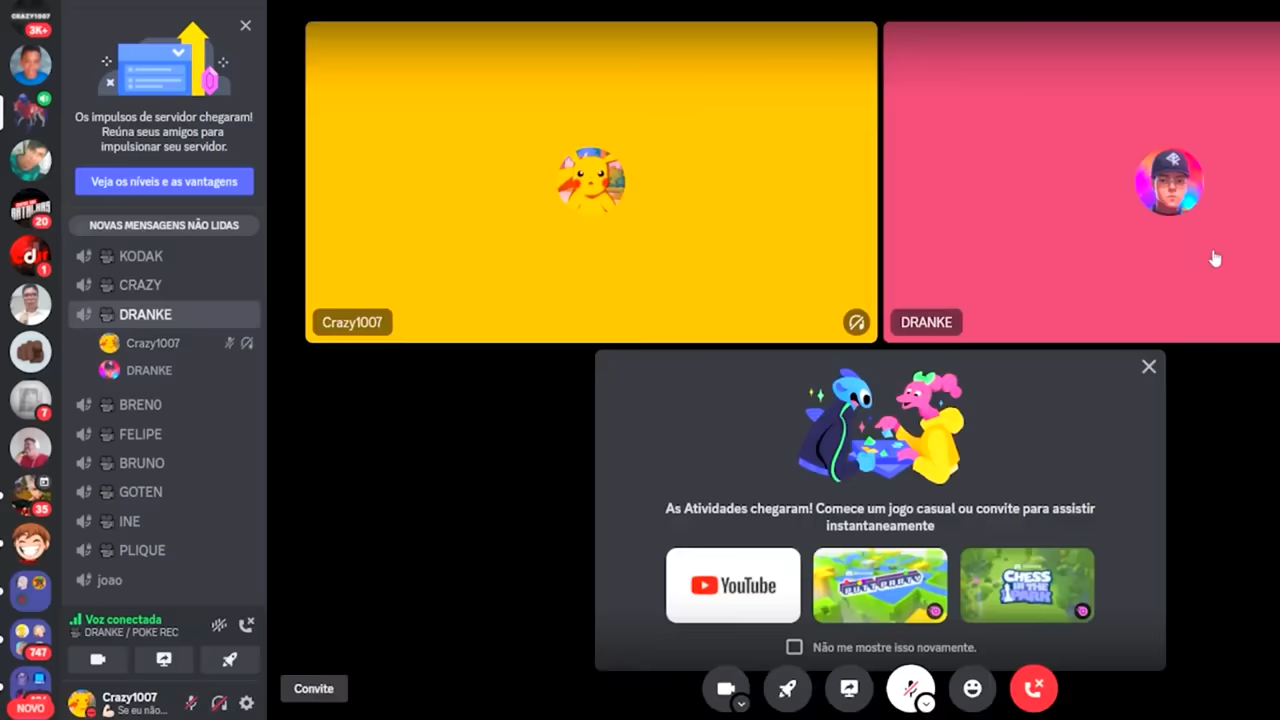 CRAZY1007
3K+
20
1
7
35
747
NOVO
Os impulsos de servidor chegaram!
Reúna seus amigos para
impulsionar seu servidor.
Veja os níveis e as vantagens
NOVAS MENSAGENS NÃO LIDAS
KODAK
CRAZY
DRANKE
Crazy1007
DRANKE
BREN0
FELIPE
BRUNO
GOTEN
INE
PLIQUE
joao
Voz conectada
DRANKE / POKE REC
Crazy1007
Se eu não...
Crazy1007
DRANKE
As Atividades chegaram! Comece um jogo casual ou convite para assistir
instantaneamente
YouTube
PUTT PARTY
CHESS
IN THE
PARK
Não me mostre isso novamente.
Convite